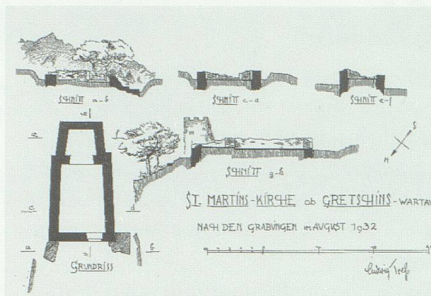 SCHNITT a-b
SCHNITT c-d
SCHNITT e-f
SCHNITT g-h
ST. MARTINS-KIRCHE ob GRETSCHINS-WARTAU
NACH DEN GRABUNGEN im AUGUST 1932
GRUNDRISS